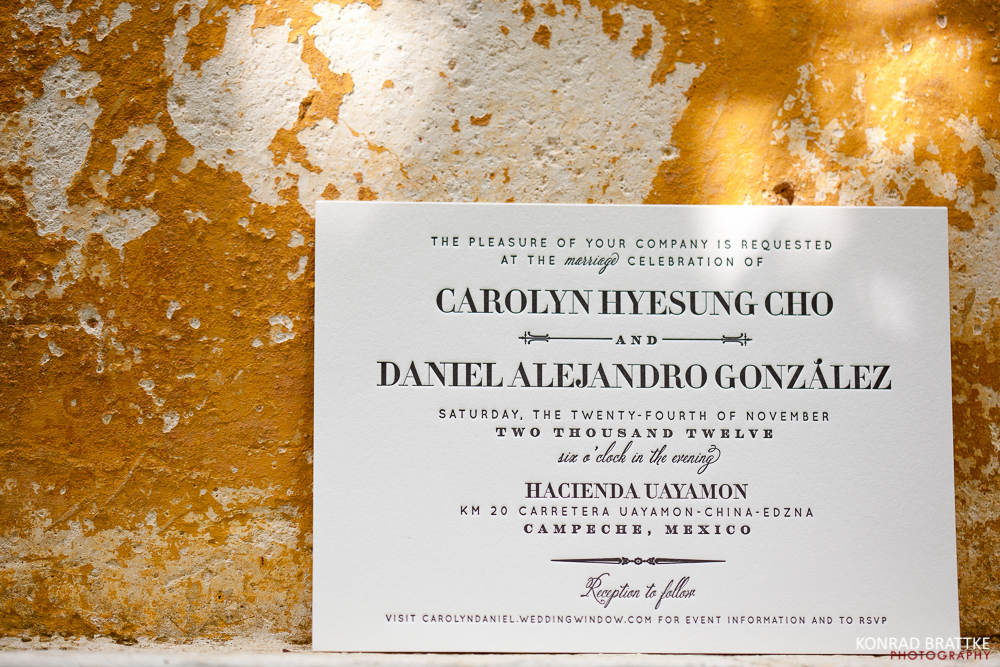 THE PLEASURE OF YOUR COMPANY IS REQUESTED
AT THE marriage CELEBRATION OF
CAROLYN HYESUNG CHO
AND
DANIEL ALEJANDRO GONZÁLEZ
SATURDAY, THE TWENTY-FOURTH OF NOVEMBER
TWO THOUSAND TWELVE
six o'clock in the evening
HACIENDA UAYAMON
KM 20 CARRETERA UAYAMON-CHINA-EDZNA
CAMPECHE, MEXICO
Reception to follow
VISIT CAROLYNDANIEL.WEDDINGWINDOW.COM FOR EVENT INFORMATION AND TO RSVP
KONRAD BRATTKE
PHOTOGRAPHY